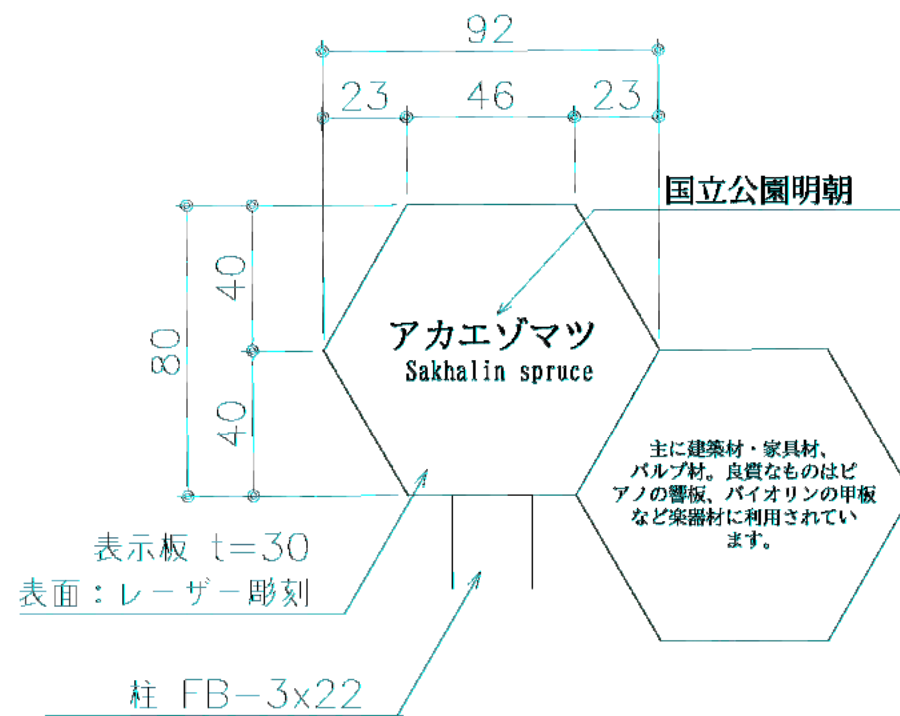 92
23
46
23
国立公園明朝
40
80
40
アカエゾマツ
Sakhalin spruce
主に建築材・家具材、
パルプ材。良質なものはピ
アノの響板、バイオリンの甲板
など楽器材に利用されてい
ます。
表示板 t=30
表面：レーザー彫刻
柱 FB-3x22